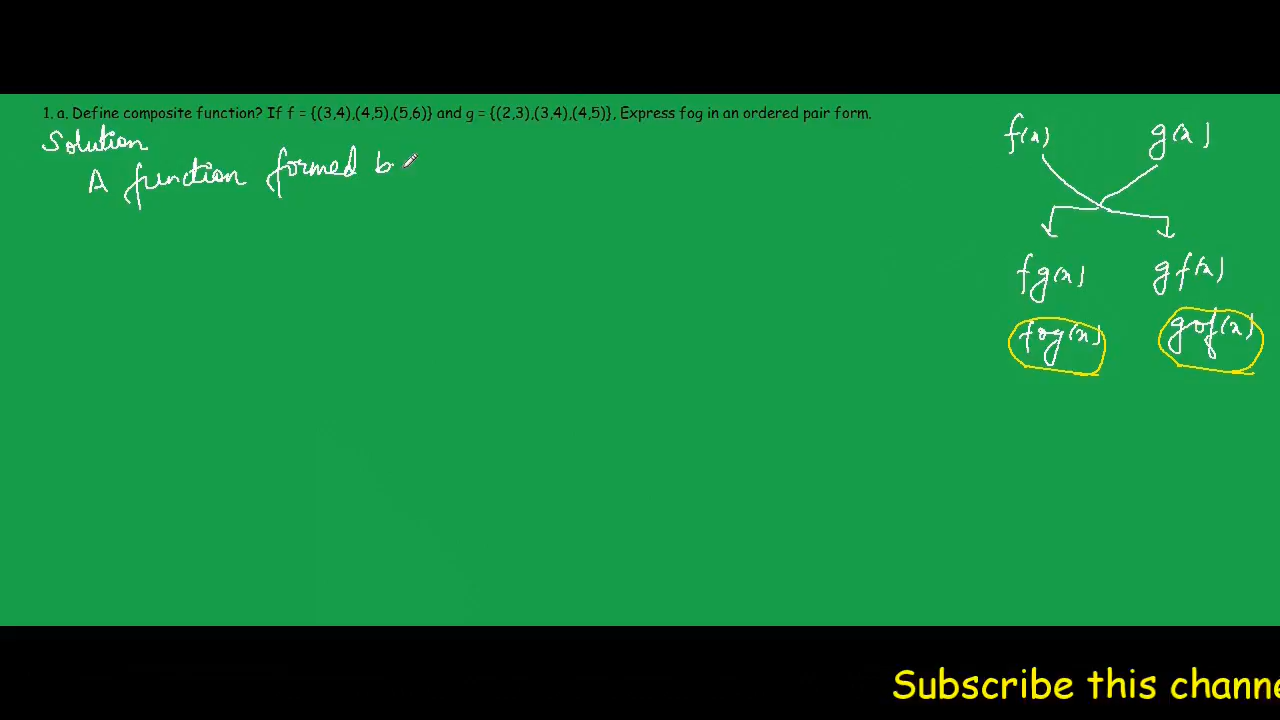 1. a. Define composite function? If f = {(3,4),(4,5),(5,6)} and g = {(2,3),(3,4),(4,5)}, Express fog in an ordered pair form.
Solution
A function formed b
f(x) g(x)
fg(x) gf(x)
fog(x) gof(x)
Subscribe this channe